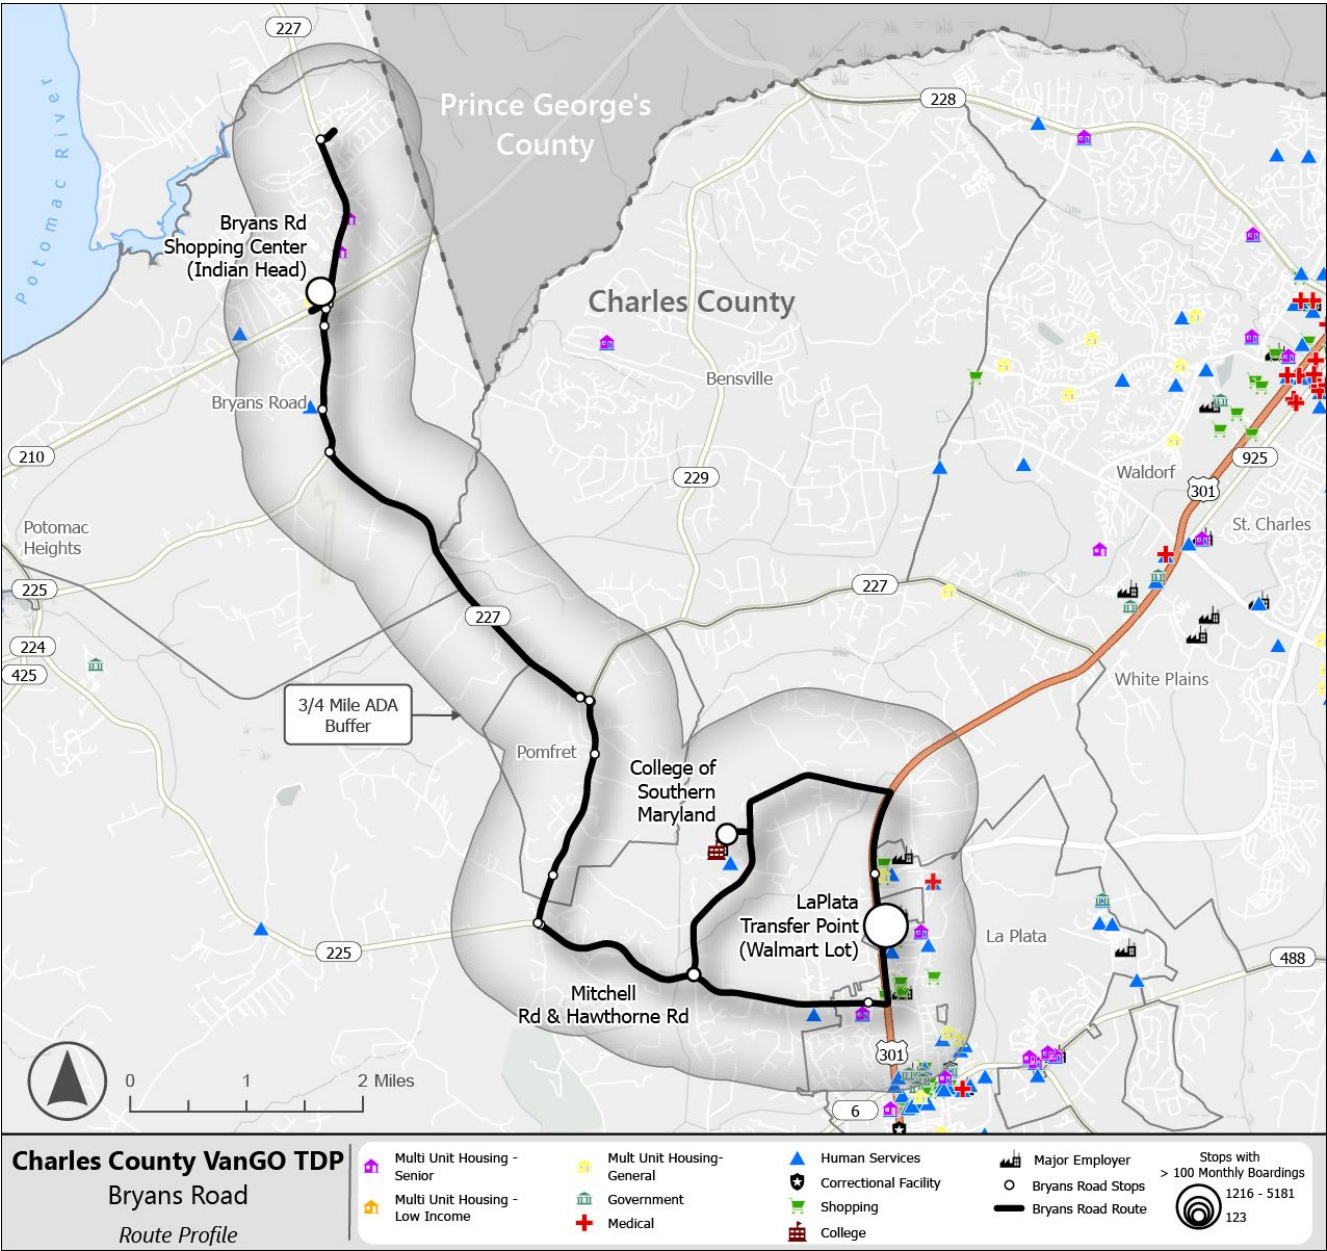 227
Potomac River
Prince George's
County
228
Bryans Rd
Shopping Center
(Indian Head)
Charles County
Bensville
Bryans Road
210
229
925
Waldorf
301
St. Charles
Potomac
Heights
225
227
227
224
425
White Plains
3/4 Mile ADA
Buffer
Pomfret
College of
Southern
Maryland
LaPlata
Transfer Point
(Walmart Lot)
La Plata
225
488
Mitchell
Rd & Hawthorne Rd
301
0 1 2 Miles
6
Charles County VanGO TDP
Bryans Road
Route Profile
Multi Unit Housing -
Senior
Multi Unit Housing -
Low Income
Mult Unit Housing-
General
Government
Medical
Human Services
Correctional Facility
Shopping
College
Major Employer
Bryans Road Stops
Bryans Road Route
Stops with
> 100 Monthly Boardings
1216 - 5181
123